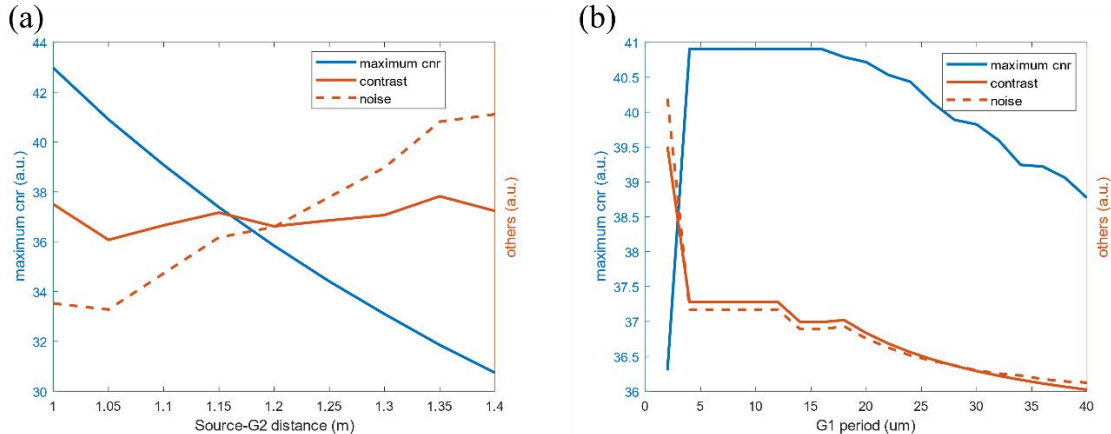 (a)
maximum cnr
contrast
noise
44
42
40
38
36
34
32
30
maximum cnr (a.u.)
others (a.u.)
1
1.05
1.1
1.15
1.2
1.25
1.3
1.35
1.4
Source-G2 distance (m)
(b)
maximum cnr
contrast
noise
41
40.5
40
39.5
39
38.5
38
37.5
37
36.5
36
maximum cnr (a.u.)
others (a.u.)
0
5
10
15
20
25
30
35
40
G1 period (um)